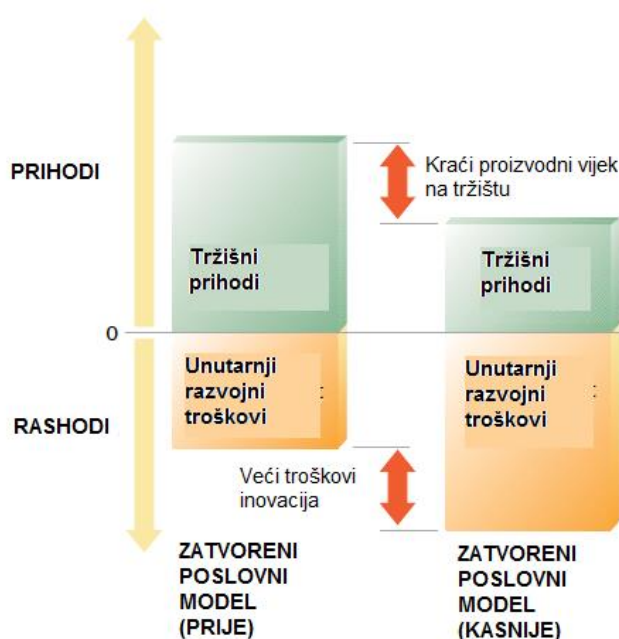 PRIHODI
Kraći proizvodni vijek
na tržištu
Tržišni
prihodi
Tržišni
prihodi
0
Unutarnji
razvojni :
troškovi
Unutarnji
razvojni :
troškovi
RASHODI
Veći troškovi
inovacija
ZATVORENI
POSLOVNI
MODEL
(PRIJE)
ZATVORENI
POSLOVNI
MODEL
(KASNIJE)